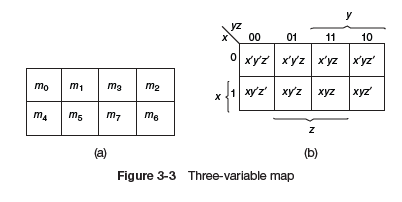 y
yz
x 00 01 11 10
0 x'y'z' x'y'z x'yz x'yz'
x { 1 xy'z' xy'z xyz xyz'
z
m0 m1 m3 m2
m4 m5 m7 m6
(a) (b)
Figure 3-3 Three-variable map